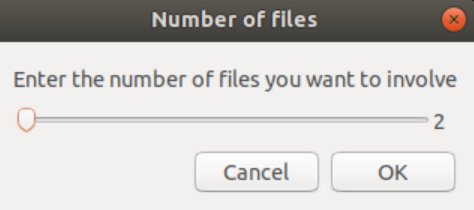 Number of files
Enter the number of files you want to involve
2
Cancel OK